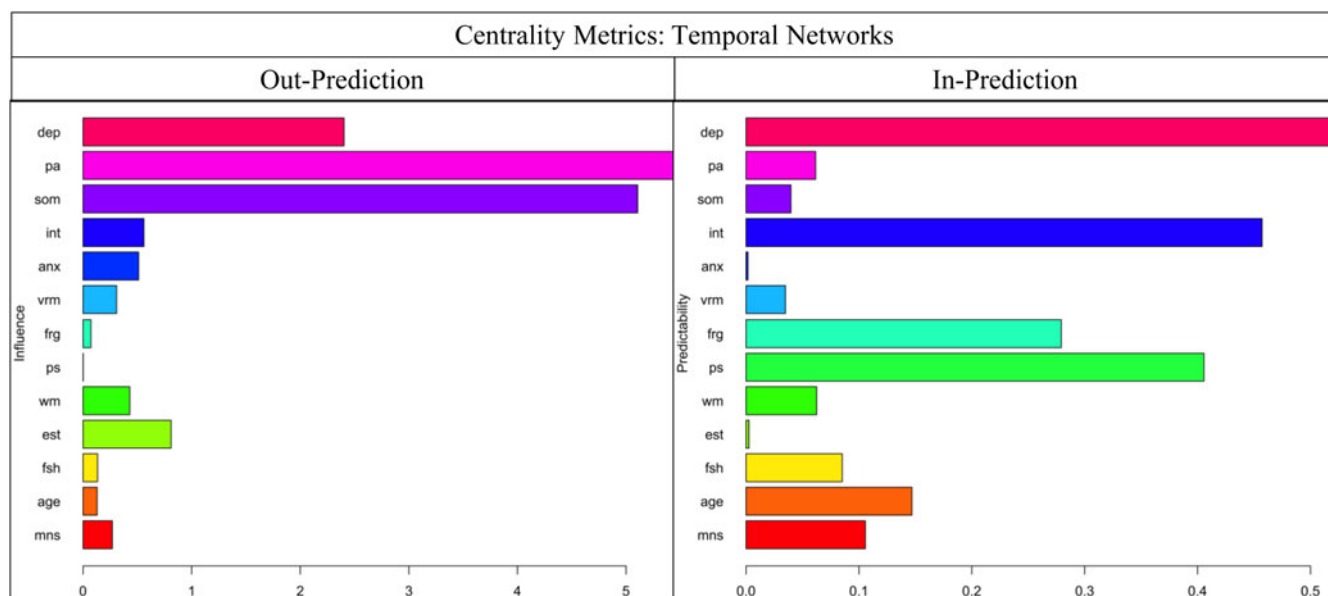 Centrality Metrics: Temporal Networks
Out-Prediction
In-Prediction
Influence
dep
pa
som
int
anx
vrm
frg
ps
wm
est
fsh
age
mns
0 1 2 3 4 5
Predictability
dep
pa
som
int
anx
vrm
frg
ps
wm
est
fsh
age
mns
0.0 0.1 0.2 0.3 0.4 0.5